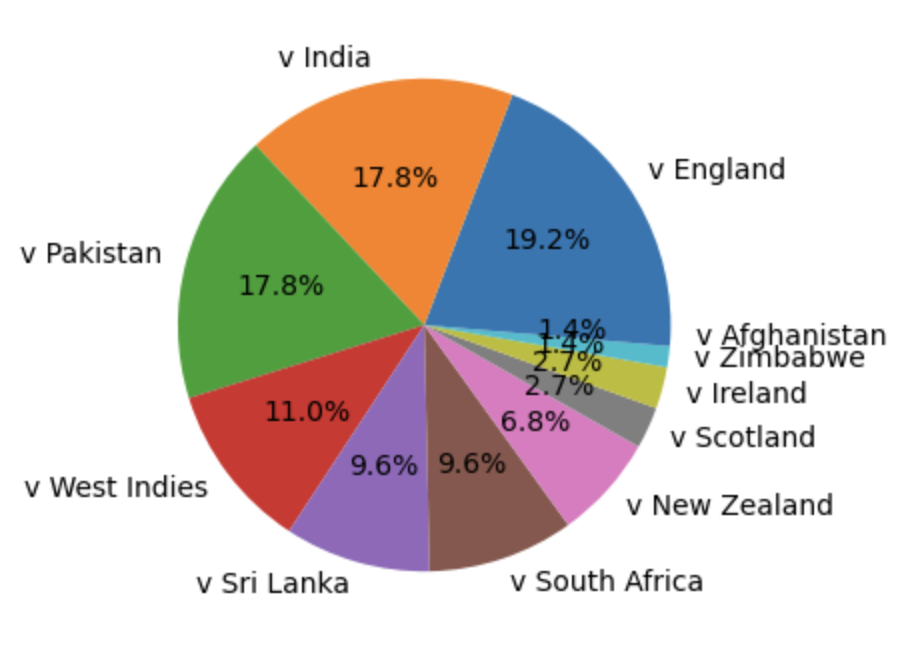 v India
v England
17.8%
19.2%
v Pakistan
17.8%
1.4%
v Afghanistan
1.4%
v Zimbabwe
2.7%
v Ireland
2.7%
v Scotland
11.0%
6.8%
9.6%
9.6%
v West Indies
v New Zealand
v Sri Lanka
v South Africa